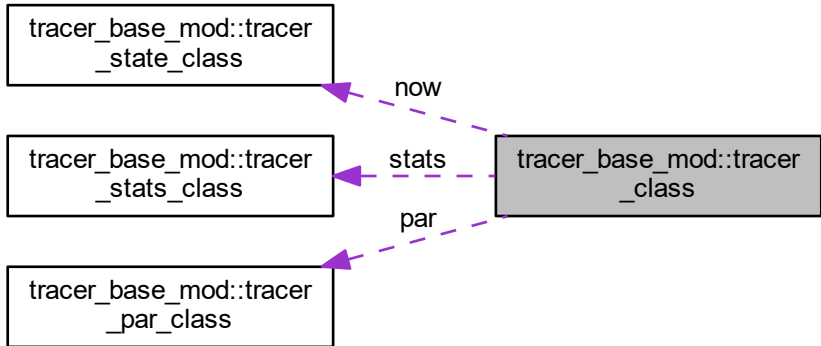 tracer_base_mod::tracer
_state_class
now
tracer_base_mod::tracer
_stats_class
stats
tracer_base_mod::tracer
_class
par
tracer_base_mod::tracer
_par_class